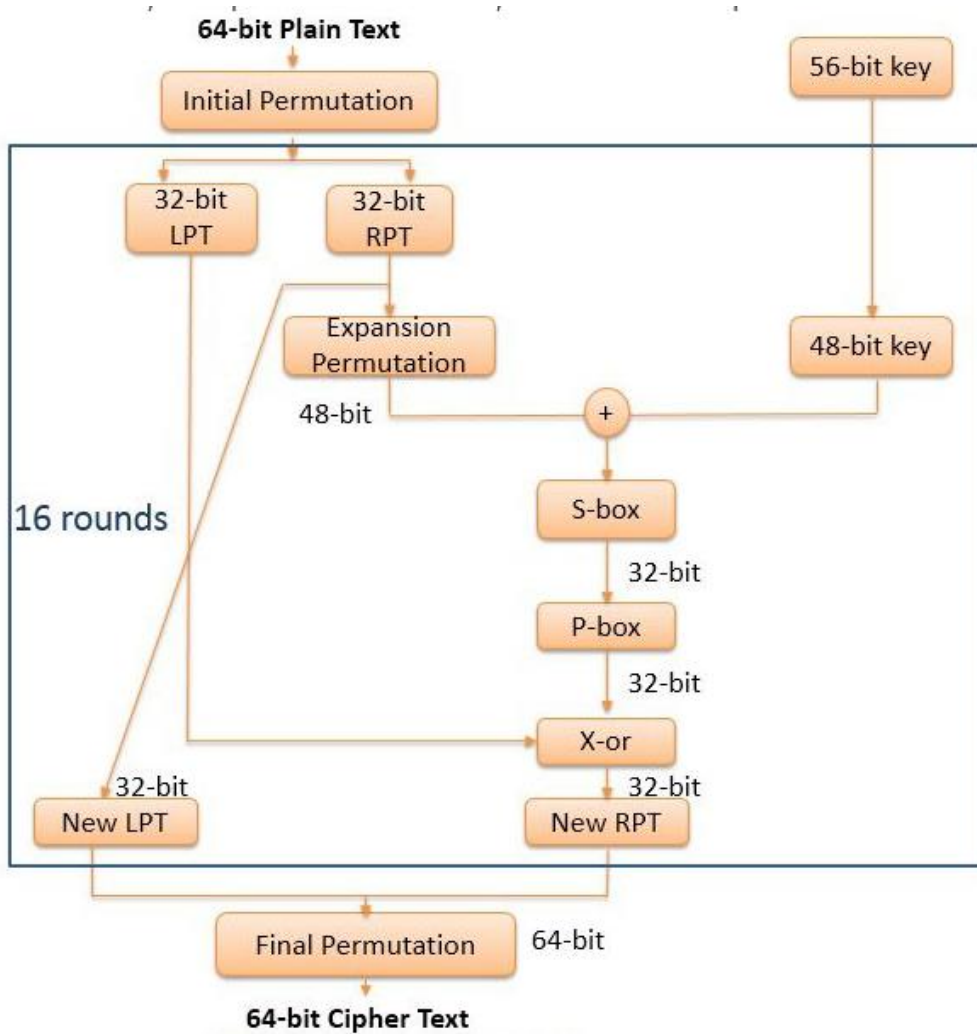 64-bit Plain Text
56-bit key
Initial Permutation
32-bit
LPT
32-bit
RPT
Expansion
Permutation
48-bit key
48-bit
+
S-box
16 rounds
32-bit
P-box
32-bit
X-or
32-bit
32-bit
New LPT
New RPT
Final Permutation
64-bit
64-bit Cipher Text